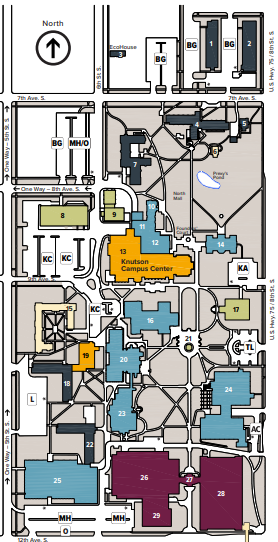 North
EcoHouse
3
BG
1
BG
2
U.S. Hwy. 75 / 8th St. S.
6th St. S.
7th Ave. S.
7th Ave. S.
One Way – 5th St. S.
BG
MH/O
4
5
6
7
Prexy's
Pond
One Way – 8th Ave. S.
North
Mall
8
9
10
11
12
13
Knutson
Campus Center
14
KC
KC
KA
9th Ave. S.
KC
15
16
17
U.S. Hwy. 75 / 8th St. S.
21
TL
19
20
18
L
24
23
AC
22
One Way – 5th St. S.
25
26
27
28
29
MH
MH
O
12th Ave. S.